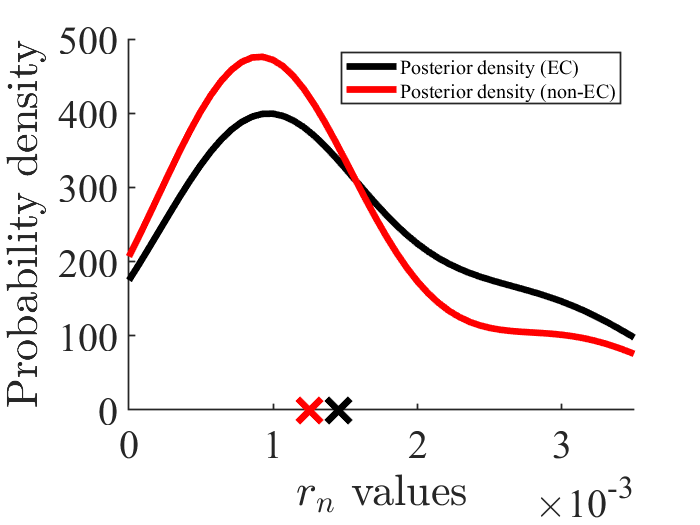 Probability density
500
400
300
200
100
0
Posterior density (EC)
Posterior density (non-EC)
0 1 2 3
×10⁻³
rₙ values